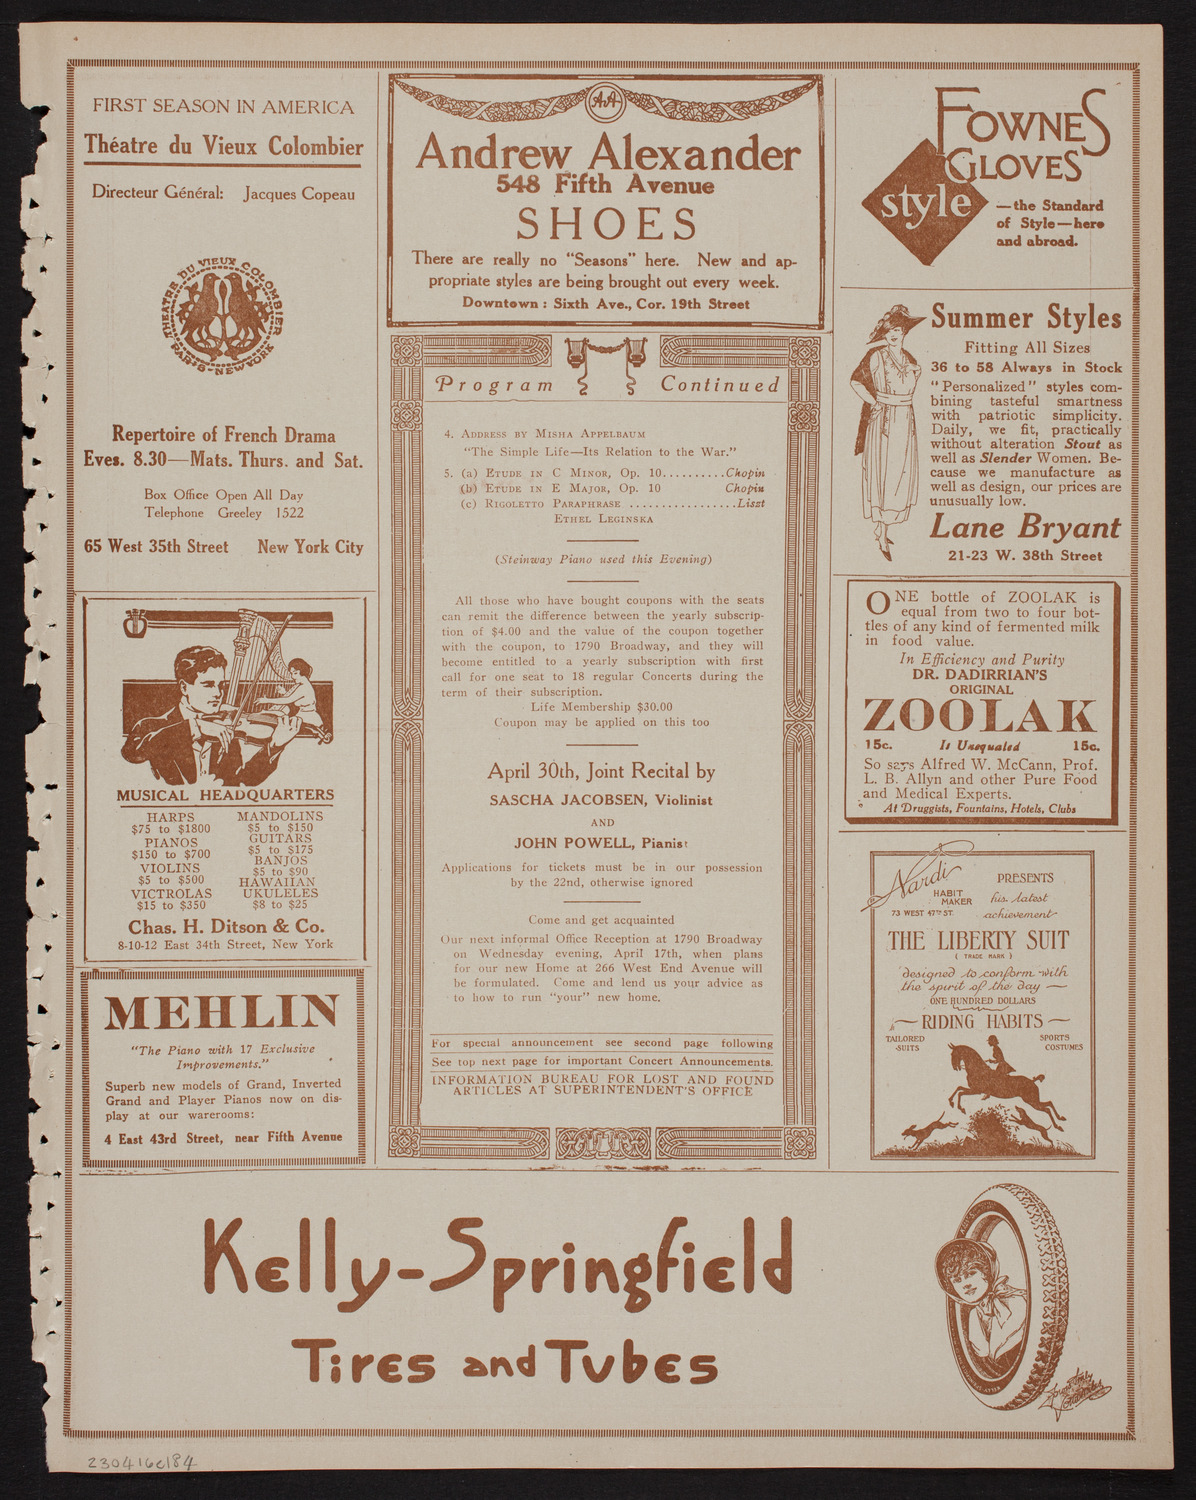 FIRST SEASON IN AMERICA
Théatre du Vieux Colombier
Directeur Général: Jacques Copeau
THEATRE DU VIEUX COLOMBIER
PARIS-NEW YORK
Repertoire of French Drama
Eves. 8.30—Mats. Thurs. and Sat.
Box Office Open All Day
Telephone Greeley 1522
65 West 35th Street New York City
MUSICAL HEADQUARTERS
HARPS
$75 to $1800
PIANOS
$150 to $700
VIOLINS
$5 to $500
VICTROLAS
$15 to $350
MANDOLINS
$5 to $150
GUITARS
$5 to $175
BANJOS
$5 to $90
HAWAIIAN
UKULELES
$8 to $25
Chas. H. Ditson & Co.
8-10-12 East 34th Street, New York
MEHLIN
"The Piano with 17 Exclusive
Improvements."
Superb new models of Grand, Inverted
Grand and Player Pianos now on dis-
play at our warerooms:
4 East 43rd Street, near Fifth Avenue
AA
Andrew Alexander
548 Fifth Avenue
SHOES
There are really no "Seasons" here. New and ap-
propriate styles are being brought out every week.
Downtown: Sixth Ave., Cor. 19th Street
Program Continued
4. ADDRESS BY MISHA APPELBAUM
"The Simple Life—Its Relation to the War."
5. (a) ETUDE IN C MINOR, Op. 10..........Chopin
(b) ETUDE IN E MAJOR, Op. 10 Chopin
(c) RIGOLETTO PARAPHRASE .................Liszt
ETHEL LEGINSKA
(Steinway Piano used this Evening)
All those who have bought coupons with the seats
can remit the difference between the yearly subscrip-
tion of $4.00 and the value of the coupon together
with the coupon, to 1790 Broadway, and they will
become entitled to a yearly subscription with first
call for one seat to 18 regular Concerts during the
term of their subscription.
Life Membership $30.00
Coupon may be applied on this too
April 30th, Joint Recital by
SASCHA JACOBSEN, Violinist
AND
JOHN POWELL, Pianist
Applications for tickets must be in our possession
by the 22nd, otherwise ignored
Come and get acquainted
Our next informal Office Reception at 1790 Broadway
on Wednesday evening, April 17th, when plans
for our new Home at 266 West End Avenue will
be formulated. Come and lend us your advice as
to how to run "your" new home.
For special announcement see second page following
See top next page for important Concert Announcements.
INFORMATION BUREAU FOR LOST AND FOUND
ARTICLES AT SUPERINTENDENT'S OFFICE
FOWNES
GLOVES
style
—the Standard
of Style—here
and abroad.
Summer Styles
Fitting All Sizes
36 to 58 Always in Stock
"Personalized" styles com-
bining tasteful smartness
with patriotic simplicity.
Daily, we fit, practically
without alteration Stout as
well as Slender Women. Be-
cause we manufacture as
well as design, our prices are
unusually low.
Lane Bryant
21-23 W. 38th Street
ONE bottle of ZOOLAK is
equal from two to four bot-
tles of any kind of fermented milk
in food value.
In Efficiency and Purity
DR. DADIRRIAN'S
ORIGINAL
ZOOLAK
15c. Is Unequaled 15c.
So says Alfred W. McCann, Prof.
L. B. Allyn and other Pure Food
and Medical Experts.
At Druggists, Fountains, Hotels, Clubs
Nardi
HABIT
MAKER
73 WEST 47TH ST.
PRESENTS
his latest
achievement
THE LIBERTY SUIT
( TRADE MARK )
designed to conform with
the spirit of the day —
ONE HUNDRED DOLLARS
— RIDING HABITS —
TAILORED
SUITS
SPORTS
COSTUMES
Kelly-Springfield
Tires and Tubes
230416c184